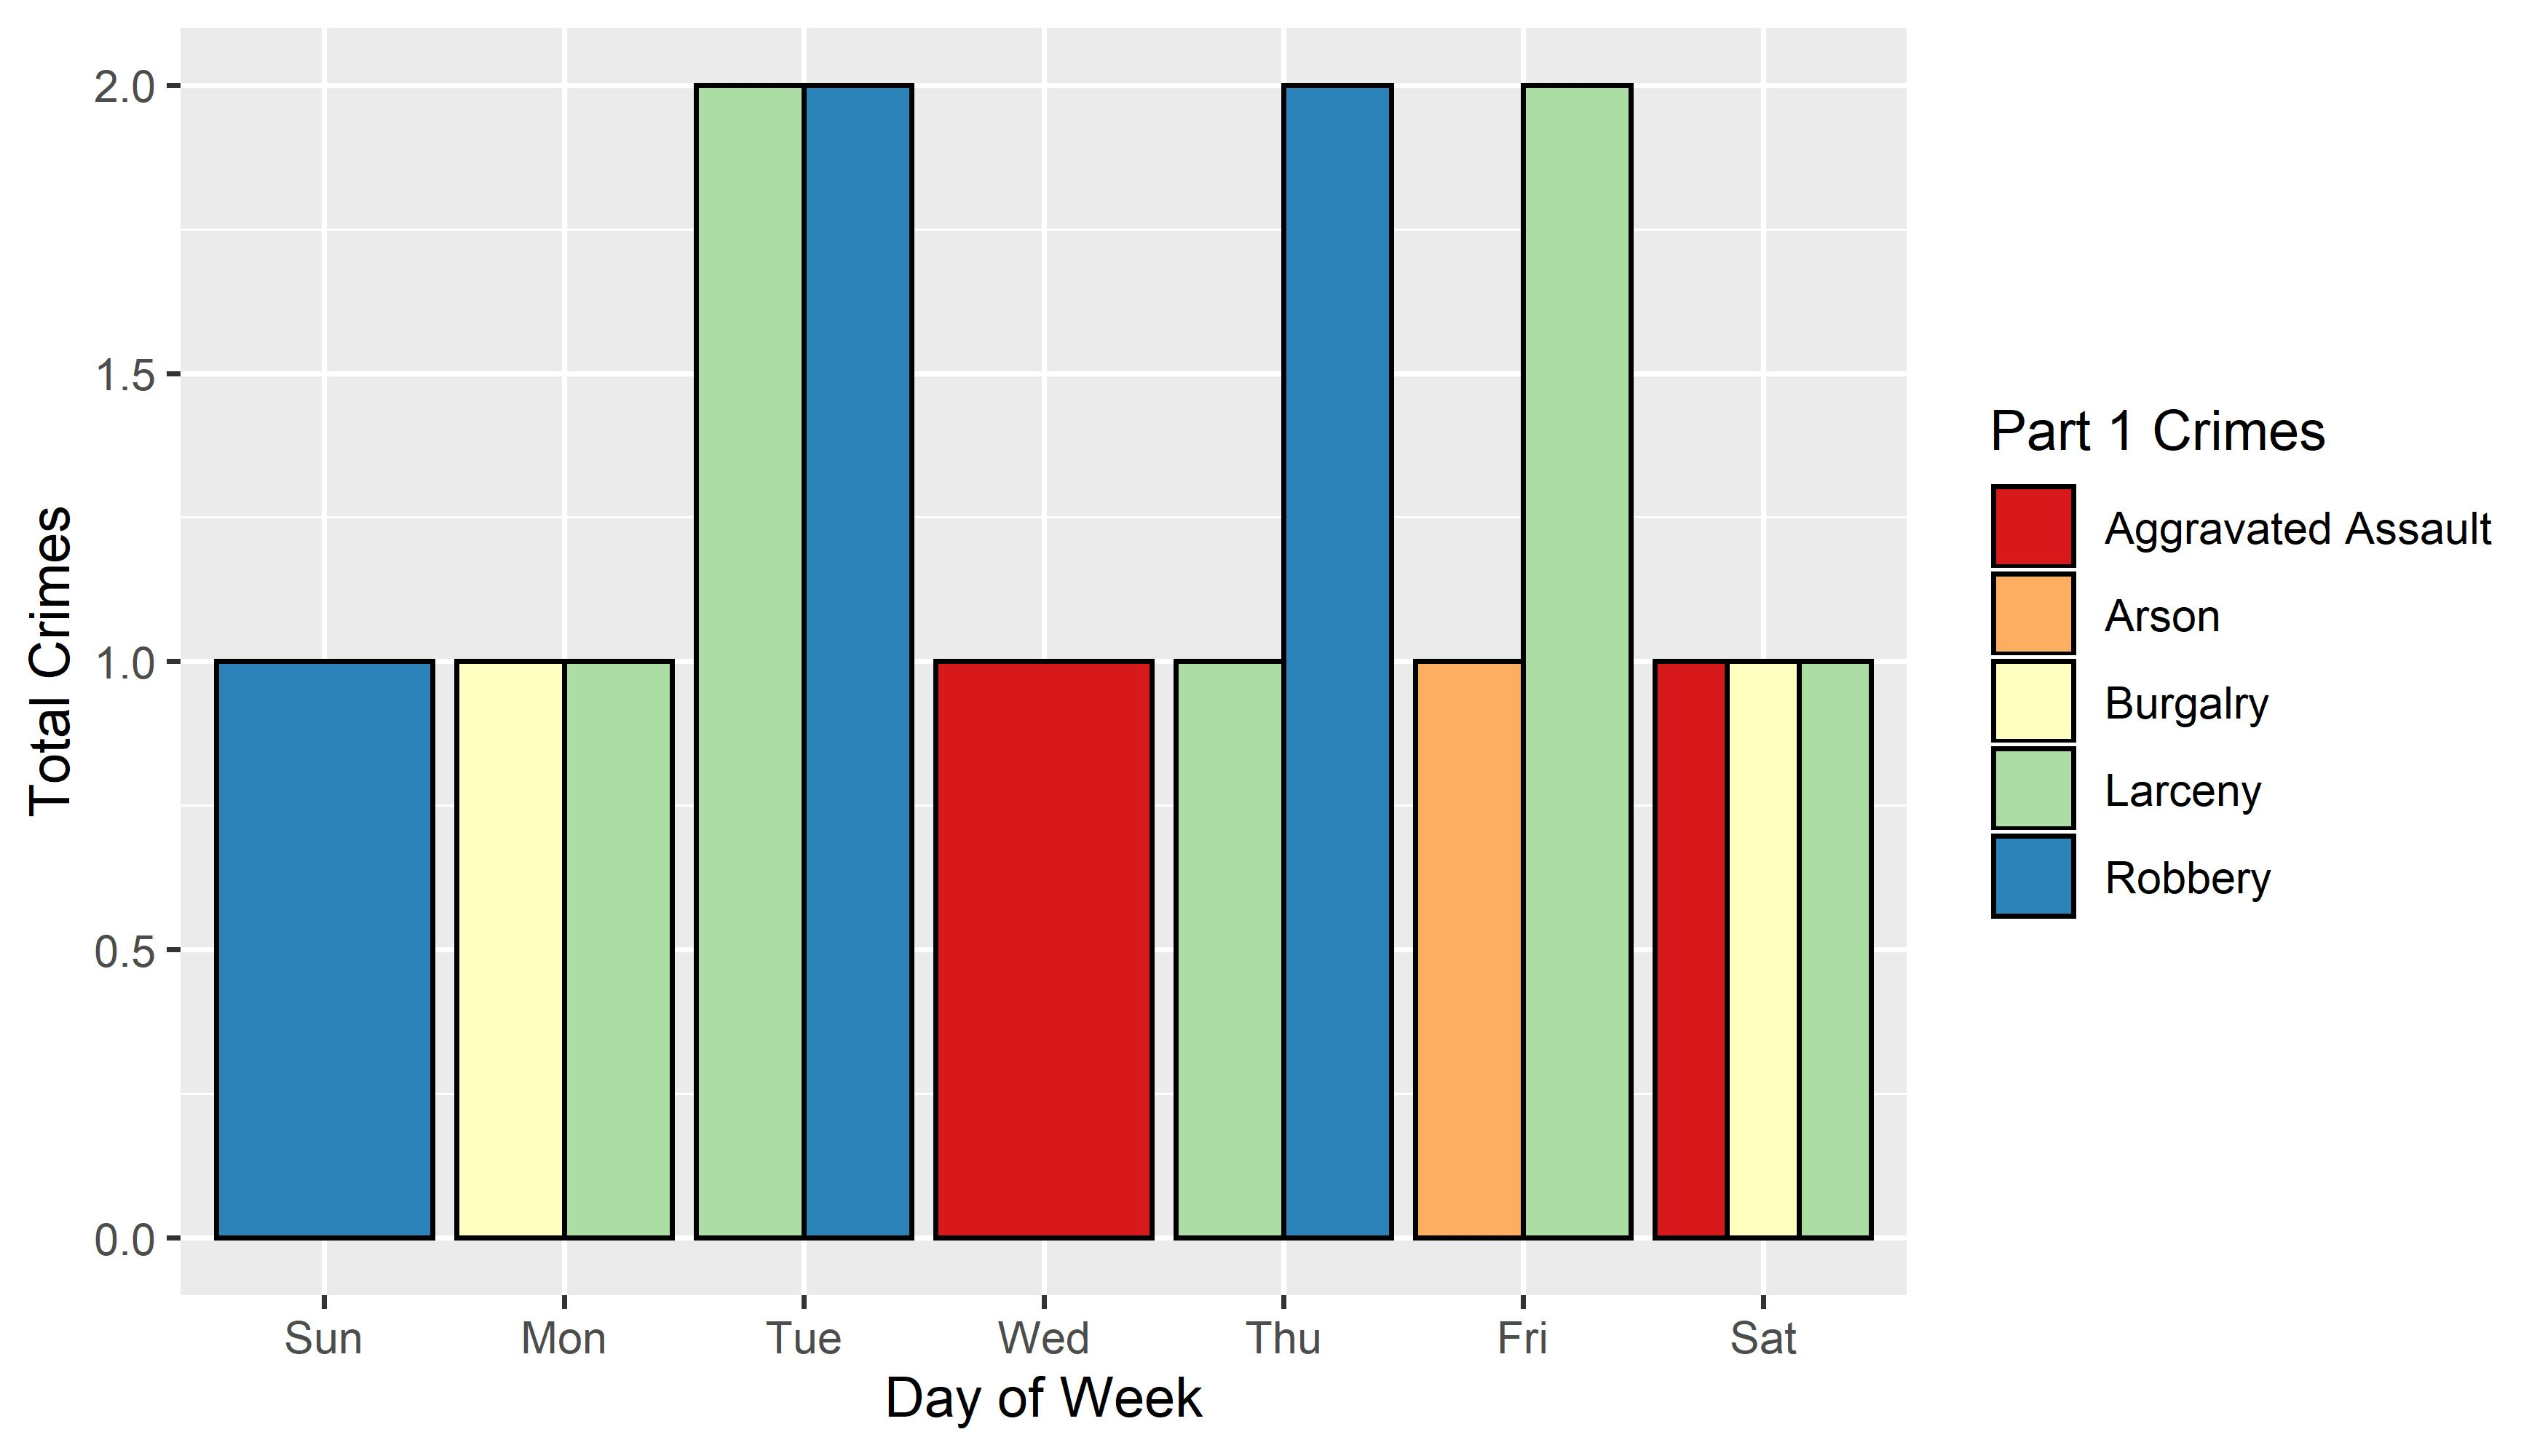 2.0
1.5
1.0
0.5
0.0
Total Crimes
Sun Mon Tue Wed Thu Fri Sat
Day of Week
Part 1 Crimes
Aggravated Assault
Arson
Burgalry
Larceny
Robbery